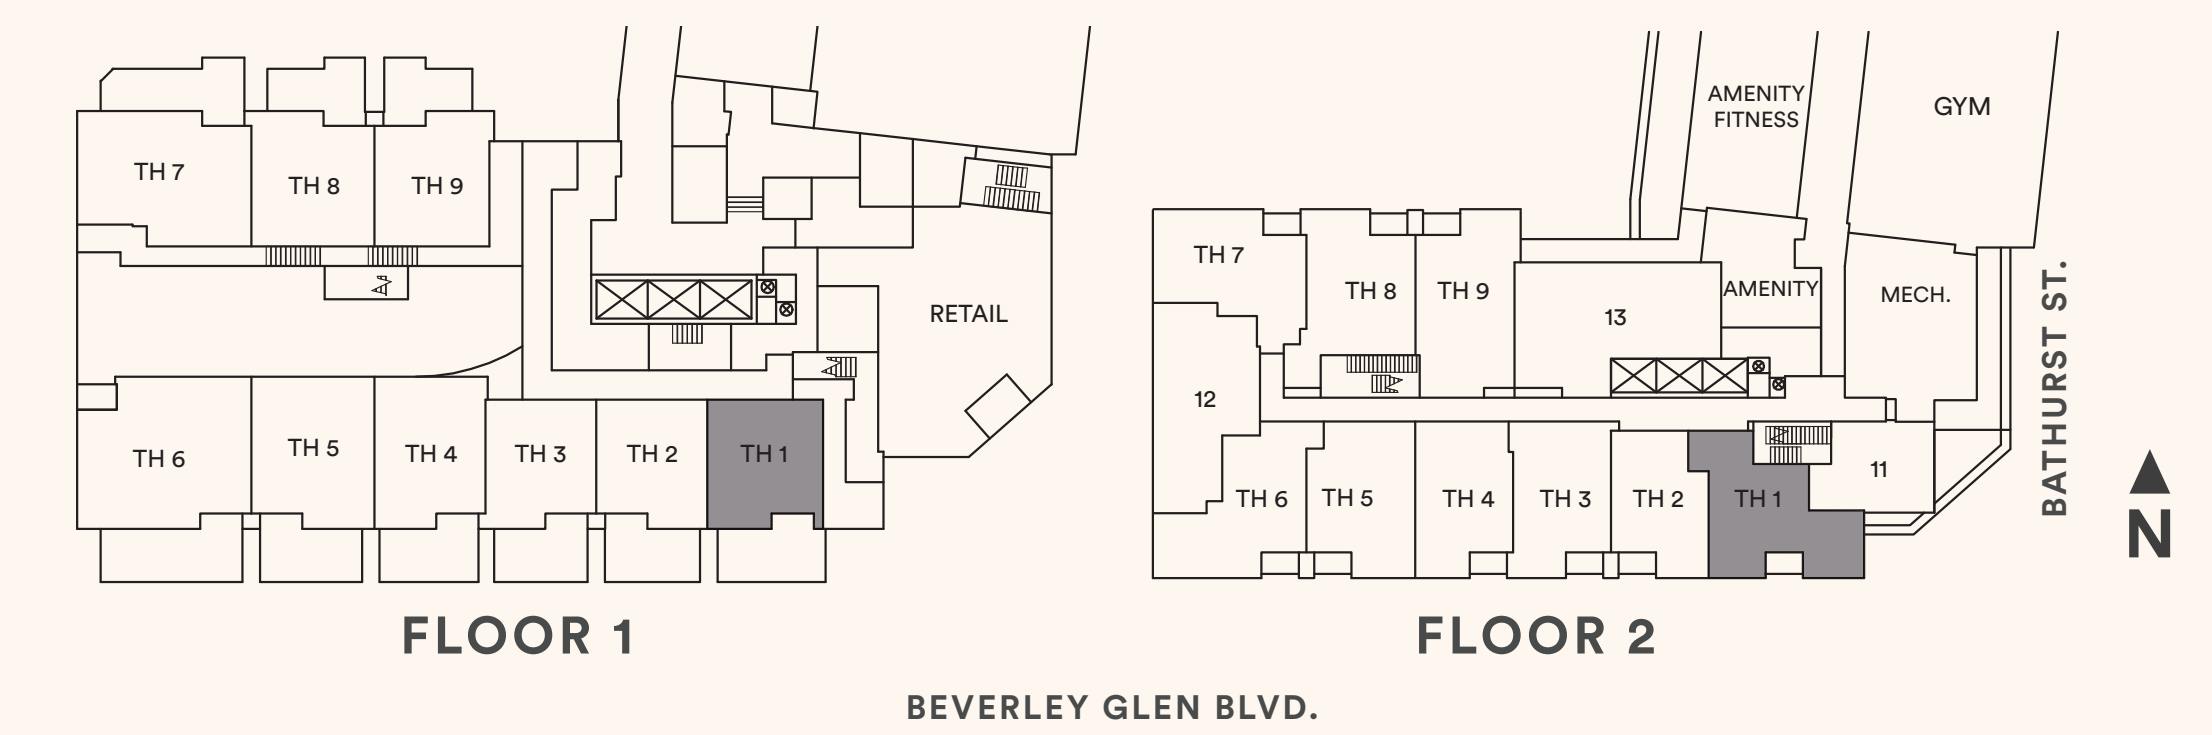 TH 7
TH 8
TH 9
RETAIL
TH 6
TH 5
TH 4
TH 3
TH 2
TH 1
FLOOR 1
AMENITY
FITNESS
GYM
TH 7
TH 8
TH 9
13
AMENITY
MECH.
12
11
TH 6
TH 5
TH 4
TH 3
TH 2
TH 1
FLOOR 2
BATHURST ST.
N
BEVERLEY GLEN BLVD.